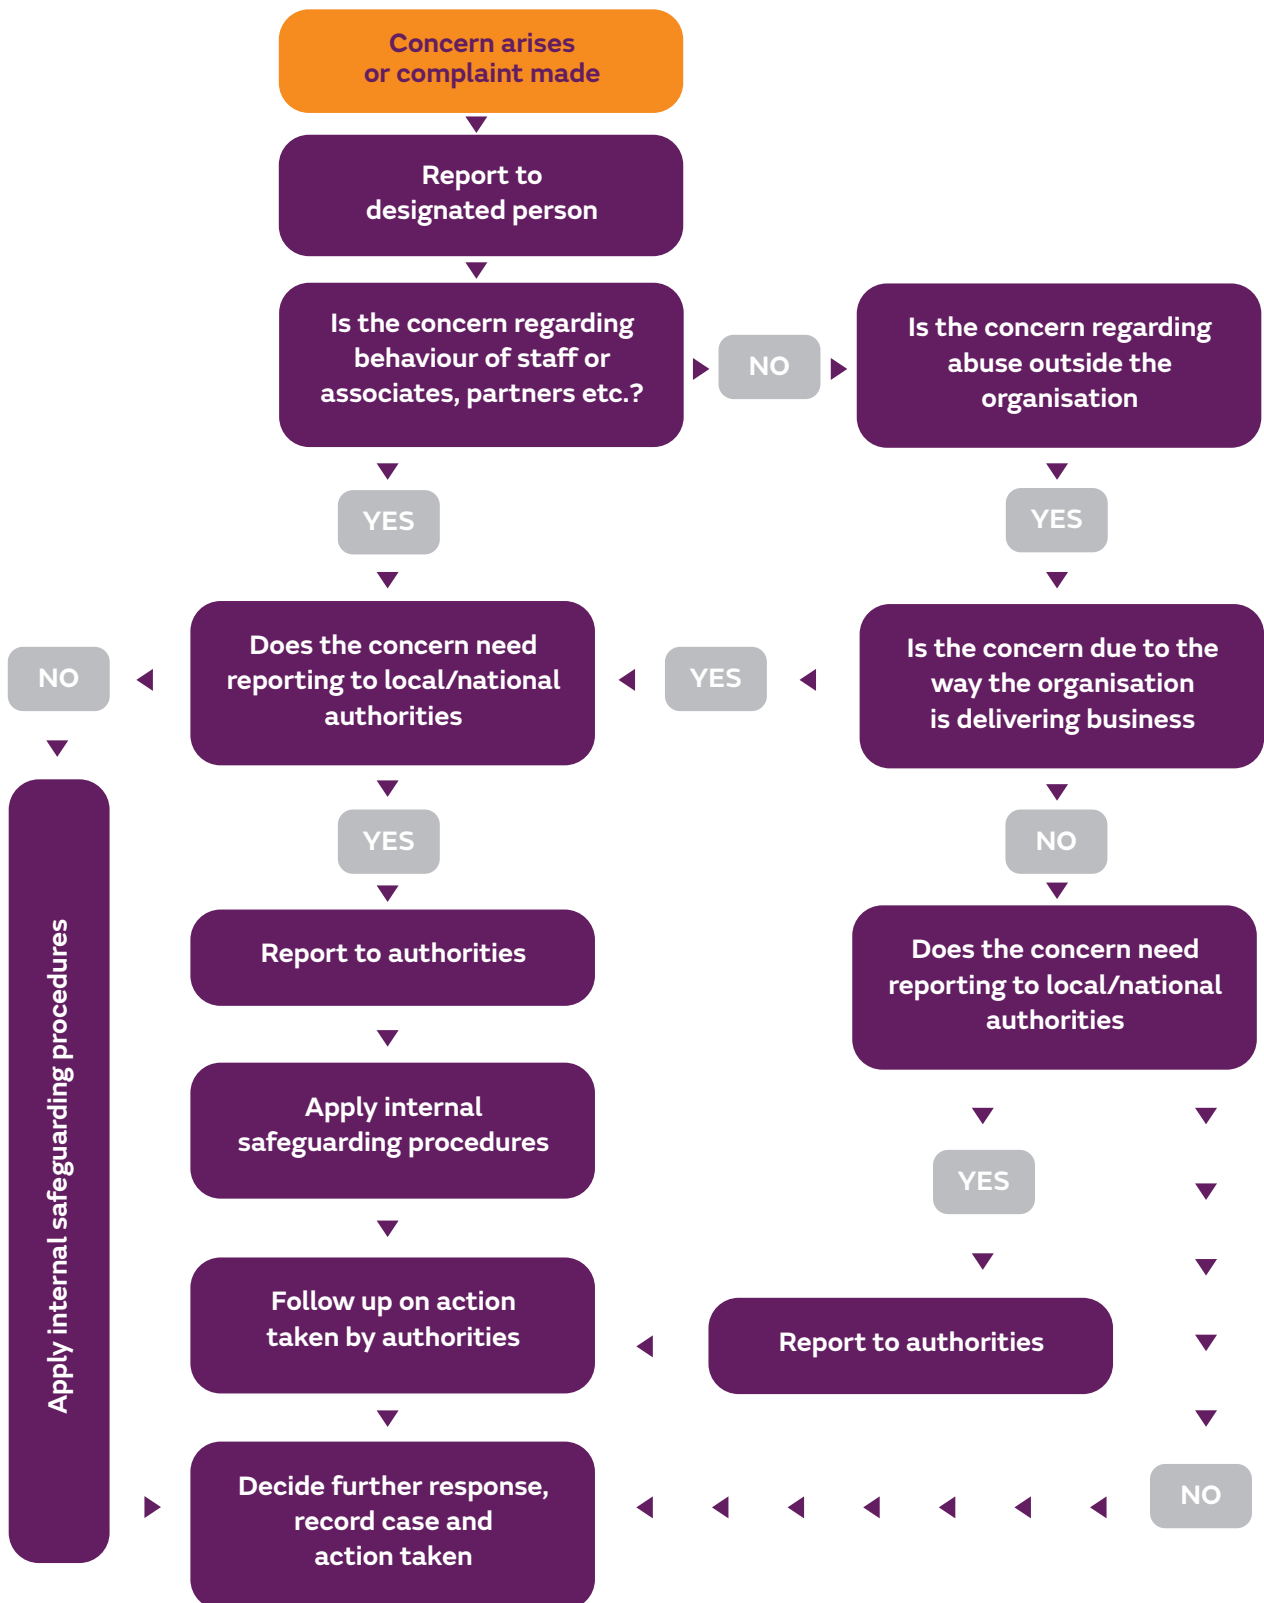 Concern arises
or complaint made
Report to
designated person
Is the concern regarding
behaviour of staff or
associates, partners etc.?
NO
Is the concern regarding
abuse outside the
organisation
YES
YES
Does the concern need
reporting to local/national
authorities
NO
YES
Is the concern due to the
way the organisation
is delivering business
YES
NO
Report to authorities
Does the concern need
reporting to local/national
authorities
Apply internal safeguarding procedures
Apply internal
safeguarding procedures
YES
Follow up on action
taken by authorities
Report to authorities
Decide further response,
record case and
action taken
NO